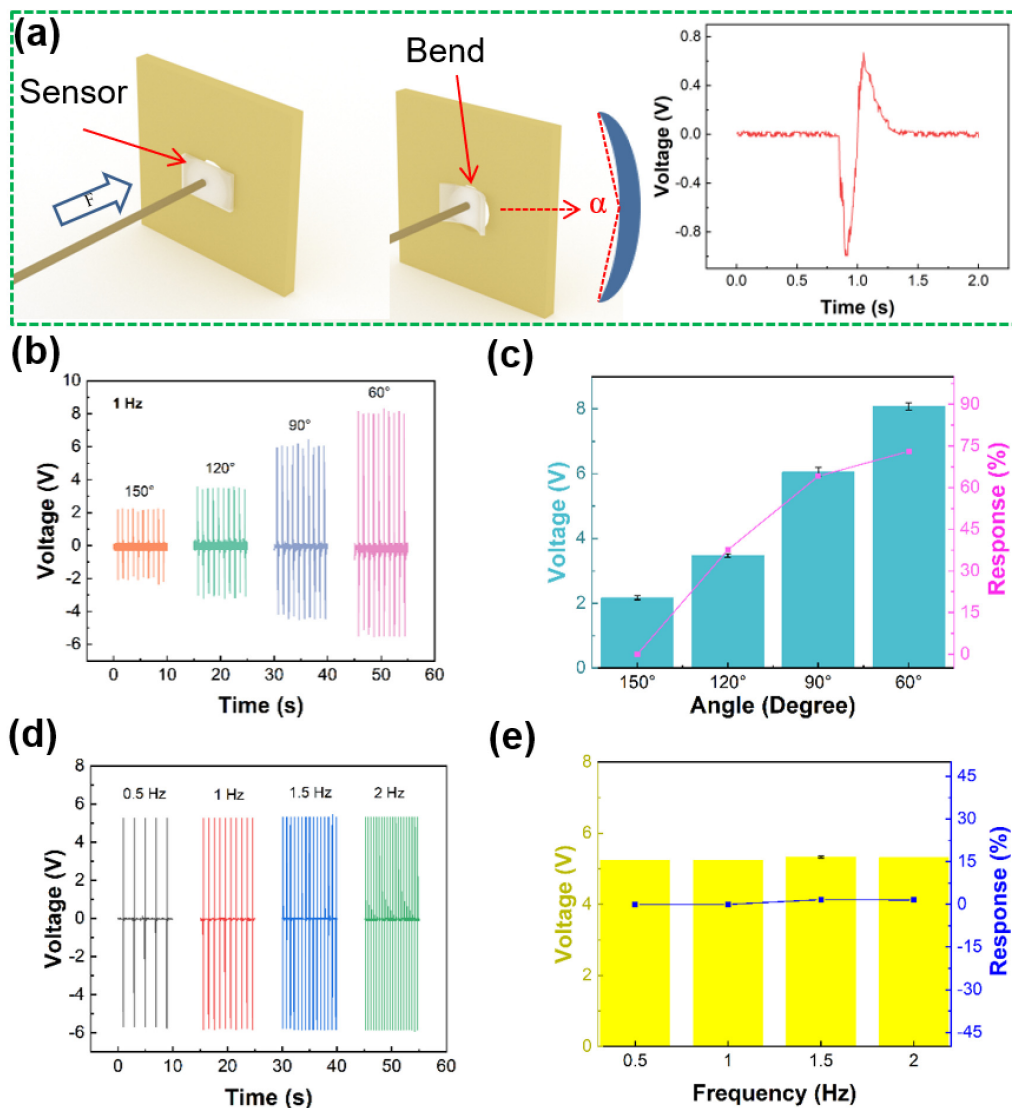 (a)
Sensor
F
Bend
α
Voltage (V)
0.8
0.4
0.0
-0.4
-0.8
0.0 0.5 1.0 1.5 2.0
Time (s)
(b)
1 Hz
150°
120°
90°
60°
Voltage (V)
10
8
6
4
2
0
-2
-4
-6
0 10 20 30 40 50 60
Time (s)
(c)
Voltage (V)
8
6
4
2
0
Response (%)
90
75
60
45
30
15
0
150° 120° 90° 60°
Angle (Degree)
(d)
0.5 Hz 1 Hz 1.5 Hz 2 Hz
Voltage (V)
8
6
4
2
0
-2
-4
-6
0 10 20 30 40 50 60
Time (s)
(e)
Voltage (V)
8
6
4
2
0
Response (%)
45
30
15
0
-15
-30
-45
0.5 1 1.5 2
Frequency (Hz)